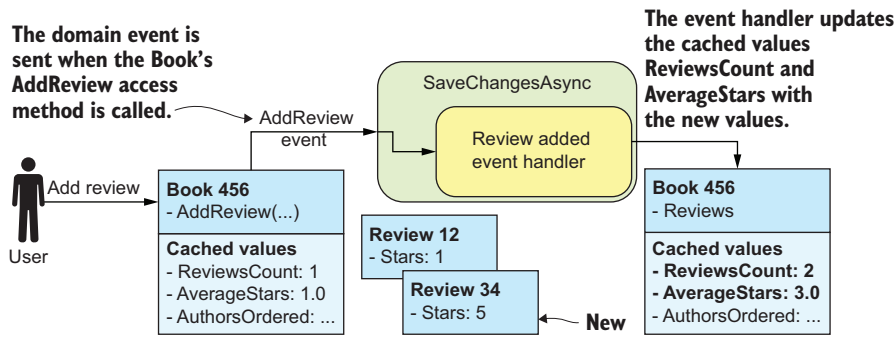 The domain event is
sent when the Book's
AddReview access
method is called.
AddReview
event
SaveChangesAsync
Review added
event handler
The event handler updates
the cached values
ReviewsCount and
AverageStars with
the new values.
Add review
User
Book 456
- AddReview(...)
Cached values
- ReviewsCount: 1
- AverageStars: 1.0
- AuthorsOrdered: ...
Review 12
- Stars: 1
Review 34
- Stars: 5
New
Book 456
- Reviews
Cached values
- ReviewsCount: 2
- AverageStars: 3.0
- AuthorsOrdered: ...